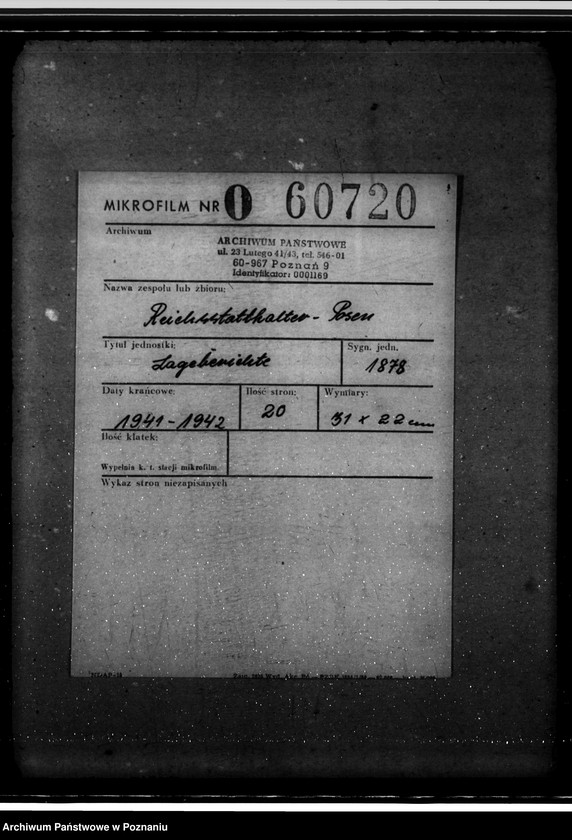 MIKROFILM NR 0 60720
Archiwum
ARCHIWUM PAŃSTWOWE
ul. 23 Lutego 41/43, tel. 546-01
60-967 Poznań 9
Identyfikator: 0001169
Nazwa zespołu lub zbioru:
Reichsstatthalter - Posen
Tytuł jednostki: Sygn. jedn.
Lageberichte 1878
Daty krańcowe: Ilość stron: Wymiary:
1941-1942 20 31 x 22 cm
Ilość klatek:
Wypełnia k. t. stacji mikrofilm.
Wykaz stron niezapisanych
Archiwum Państwowe w Poznaniu